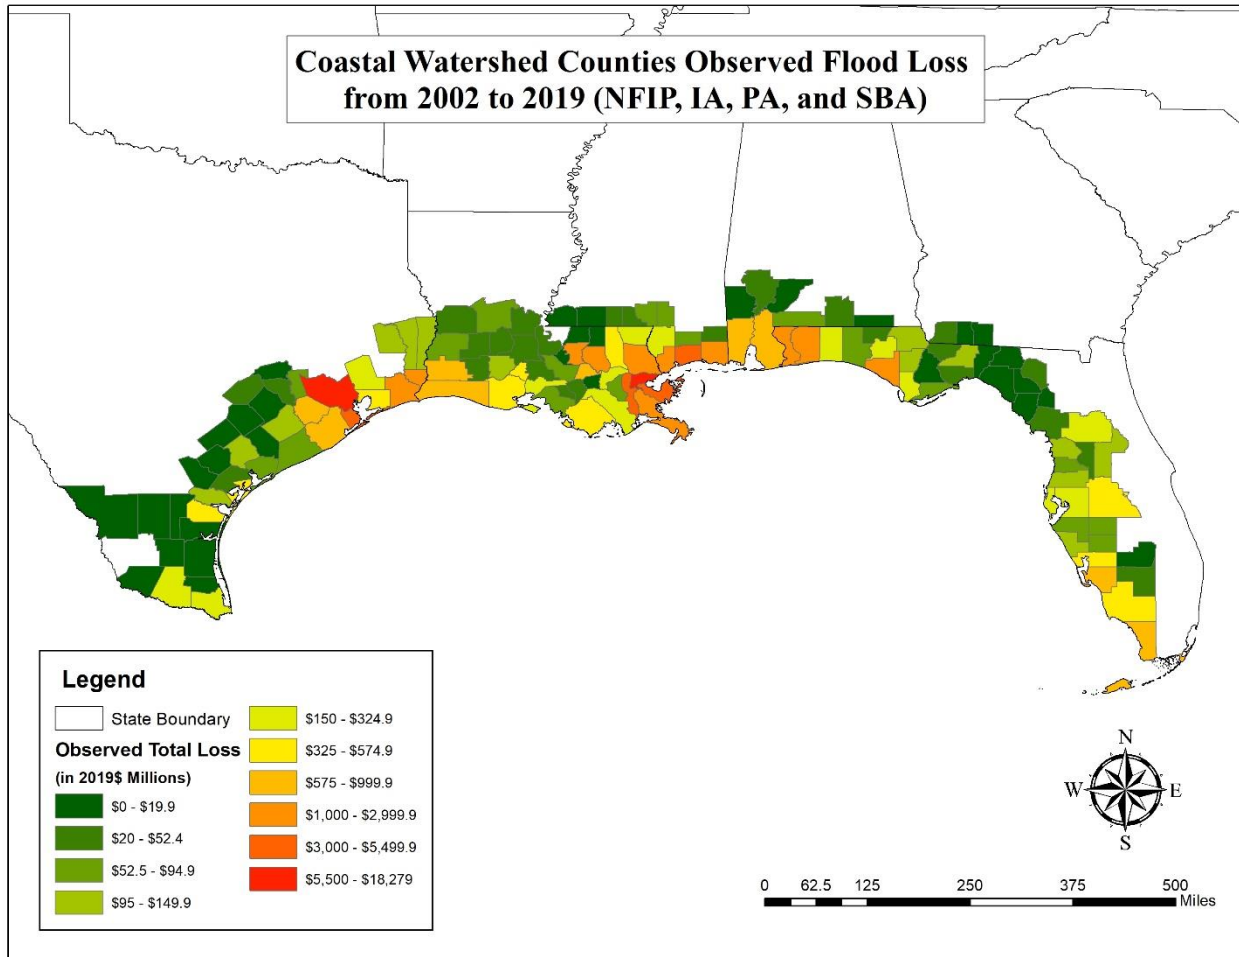 Coastal Watershed Counties Observed Flood Loss
from 2002 to 2019 (NFIP, IA, PA, and SBA)
Legend
State Boundary
Observed Total Loss
(in 2019$ Millions)
$0 - $19.9
$20 - $52.4
$52.5 - $94.9
$95 - $149.9
$150 - $324.9
$325 - $574.9
$575 - $999.9
$1,000 - $2,999.9
$3,000 - $5,499.9
$5,500 - $18,279
N
W E
S
0 62.5 125 250 375 500
Miles